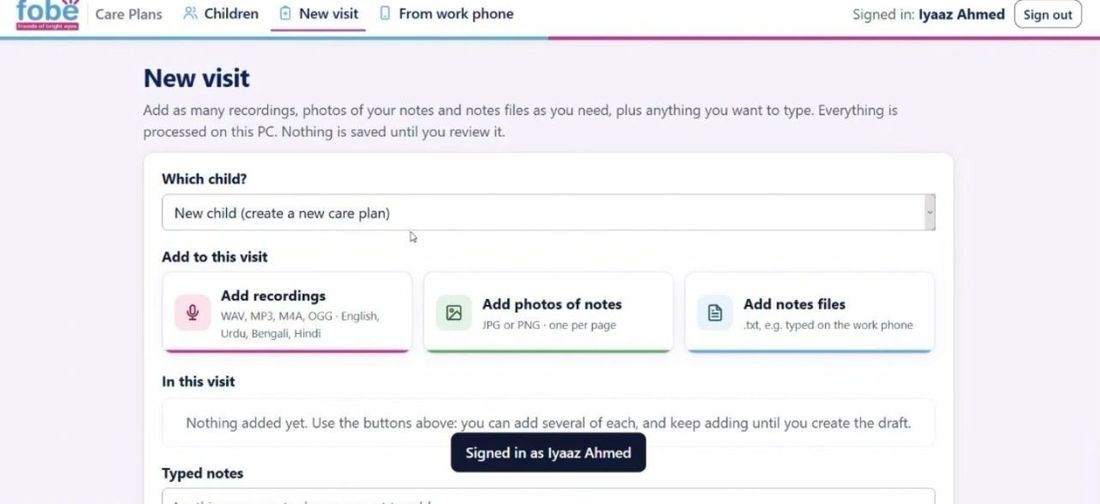 fobe
friends of bright eyes
Care Plans
Children
New visit
From work phone
Signed in: Iyaaz Ahmed
Sign out
New visit
Add as many recordings, photos of your notes and notes files as you need, plus anything you want to type. Everything is
processed on this PC. Nothing is saved until you review it.
Which child?
New child (create a new care plan)
Add to this visit
Add recordings
WAV, MP3, M4A, OGG · English,
Urdu, Bengali, Hindi
Add photos of notes
JPG or PNG · one per page
Add notes files
.txt, e.g. typed on the work phone
In this visit
Nothing added yet. Use the buttons above: you can add several of each, and keep adding until you create the draft.
Signed in as Iyaaz Ahmed
Typed notes